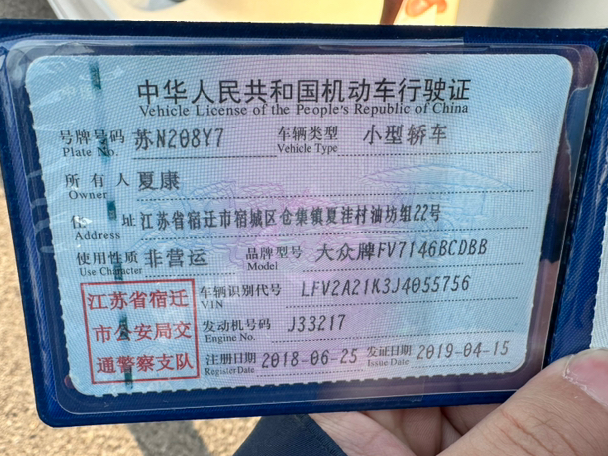 中华人民共和国机动车行驶证
Vehicle License of the People's Republic of China
号牌号码 苏N208Y7 车辆类型 小型轿车
Plate No. Vehicle Type
所有人 夏康
Owner
住址 江苏省宿迁市宿城区仓集镇夏洼村油坊组22号
Address
使用性质 非营运 品牌型号 大众牌FV7146BCDBB
Use Character Model
江苏省宿迁
市公安局交
通警察支队
车辆识别代号 LFV2A21K3J4055756
VIN
发动机号码 J33217
Engine No.
注册日期 2018-06-25 发证日期 2019-04-15
Register Date Issue Date